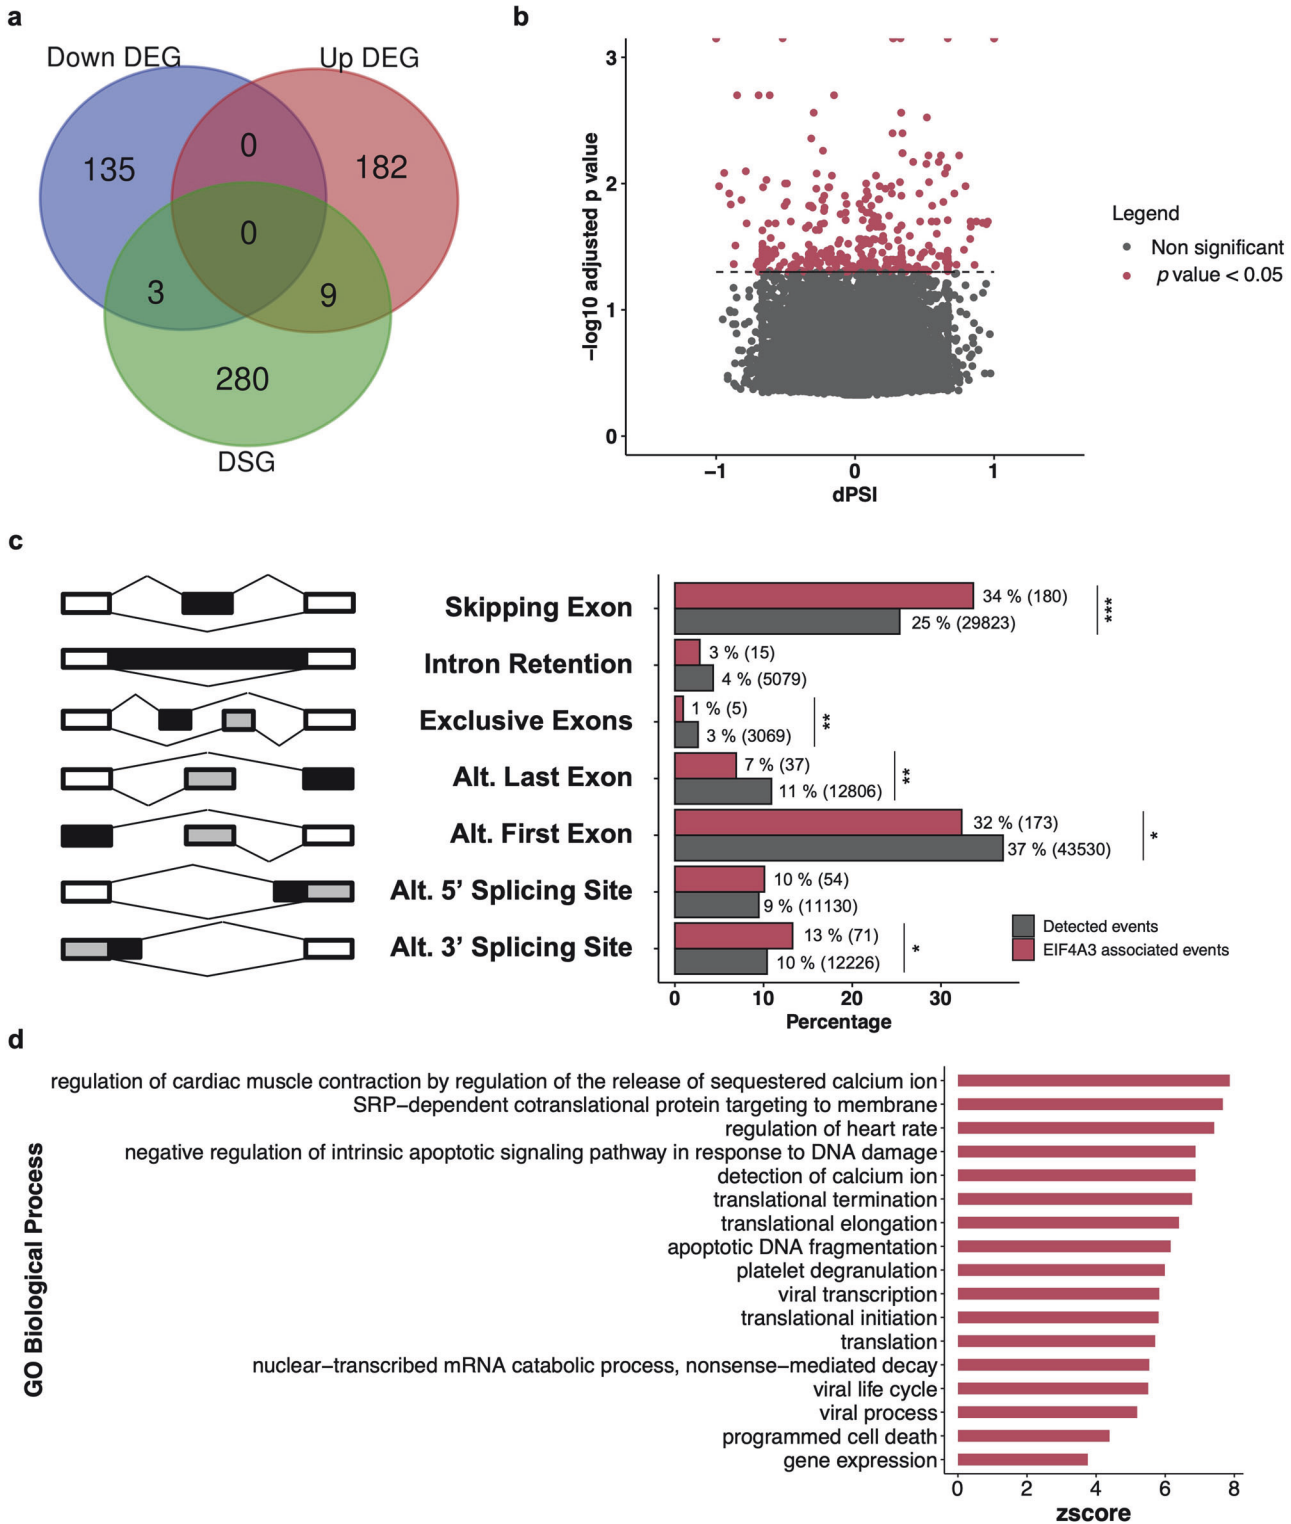 a
Down DEG
Up DEG
0
135
182
0
3
9
280
DSG
b
3
2
1
0
−log10 adjusted p value
−1
0
1
dPSI
Legend
Non significant
p value < 0.05
c
Skipping Exon
34 % (180)
25 % (29823)
***
Intron Retention
3 % (15)
4 % (5079)
Exclusive Exons
1 % (5)
3 % (3069)
**
Alt. Last Exon
7 % (37)
11 % (12806)
**
Alt. First Exon
32 % (173)
37 % (43530)
*
Alt. 5’ Splicing Site
10 % (54)
9 % (11130)
Alt. 3’ Splicing Site
13 % (71)
10 % (12226)
*
Detected events
EIF4A3 associated events
0
10
20
30
Percentage
d
GO Biological Process
regulation of cardiac muscle contraction by regulation of the release of sequestered calcium ion
SRP−dependent cotranslational protein targeting to membrane
regulation of heart rate
negative regulation of intrinsic apoptotic signaling pathway in response to DNA damage
detection of calcium ion
translational termination
translational elongation
apoptotic DNA fragmentation
platelet degranulation
viral transcription
translational initiation
translation
nuclear−transcribed mRNA catabolic process, nonsense−mediated decay
viral life cycle
viral process
programmed cell death
gene expression
0
2
4
6
8
zscore